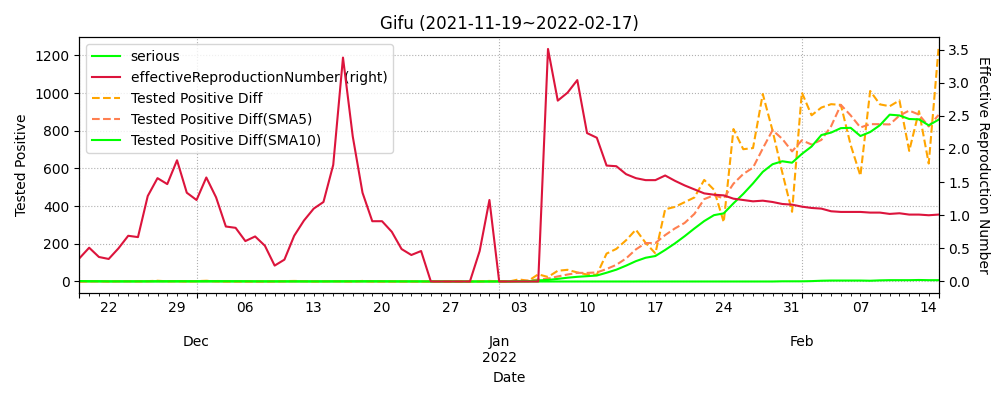 Gifu (2021-11-19~2022-02-17)
serious
effectiveReproductionNumber (right)
Tested Positive Diff
Tested Positive Diff(SMA5)
Tested Positive Diff(SMA10)
Tested Positive
1200
1000
800
600
400
200
0
Effective Reproduction Number
3.5
3.0
2.5
2.0
1.5
1.0
0.5
0.0
22 29 06 13 20 27 03 10 17 24 31 07 14
Dec Jan Feb
2022
Date